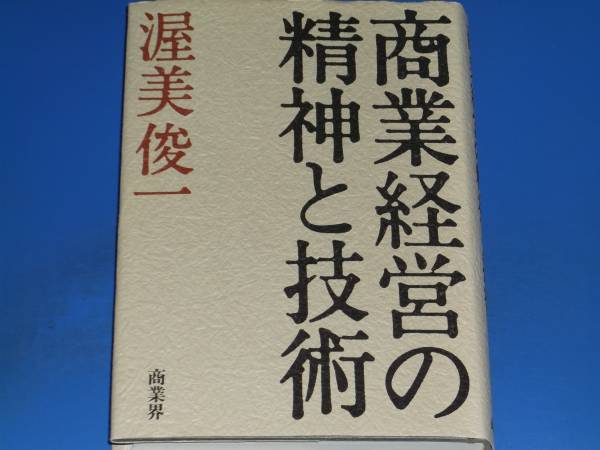 商業経営の
精神と技術
渥美俊一
商業界